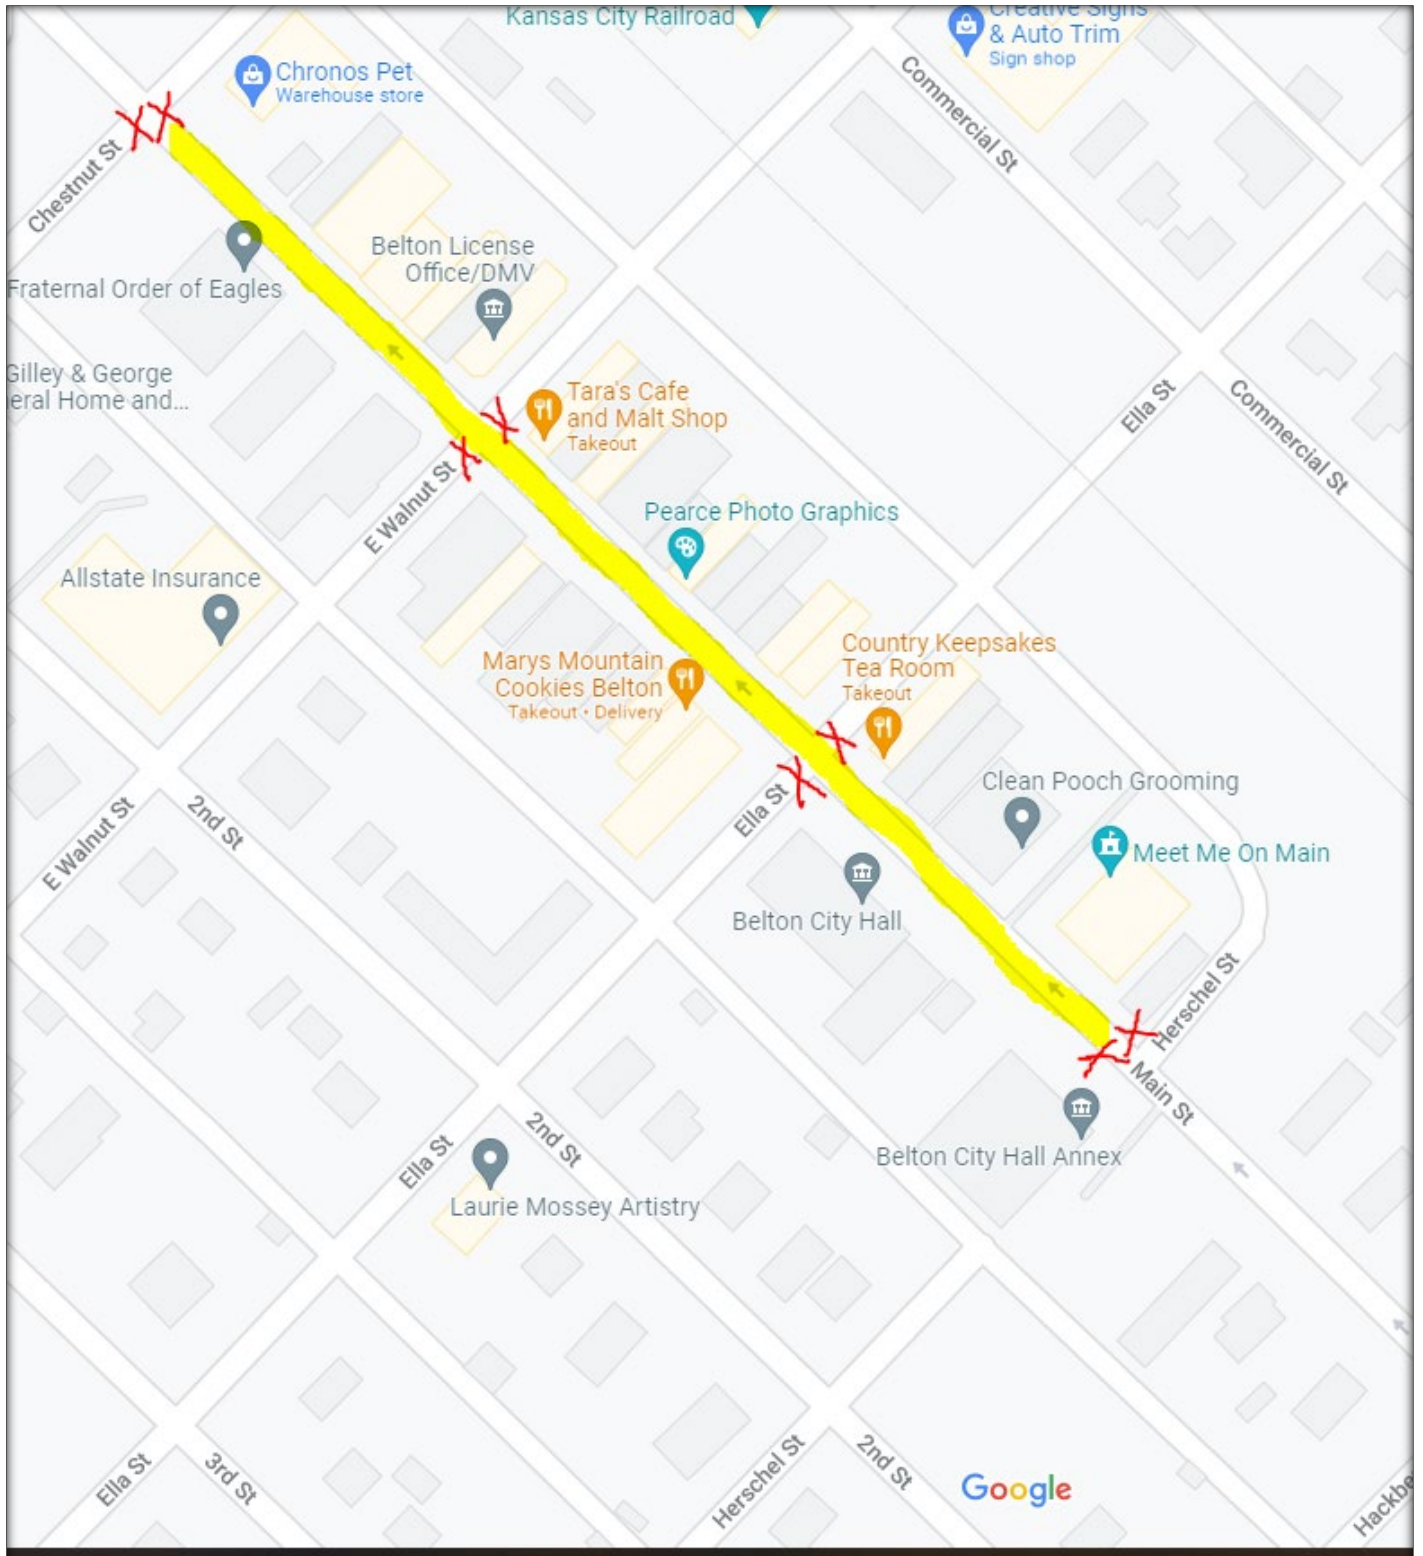 Kansas City Railroad
Creative Signs
& Auto Trim
Sign shop
Chronos Pet
Warehouse store
Commercial St
Chestnut St
Belton License
Office/DMV
Fraternal Order of Eagles
Gilley & George
eral Home and...
Tara's Cafe
and Malt Shop
Takeout
Ella St
Commercial St
E Walnut St
Pearce Photo Graphics
Allstate Insurance
Marys Mountain
Cookies Belton
Takeout • Delivery
Country Keepsakes
Tea Room
Takeout
Ella St
Clean Pooch Grooming
E Walnut St
2nd St
Meet Me On Main
Belton City Hall
Herschel St
Main St
Belton City Hall Annex
Ella St
2nd St
Laurie Mossey Artistry
Ella St
3rd St
Herschel St
2nd St
Google
Hackbe